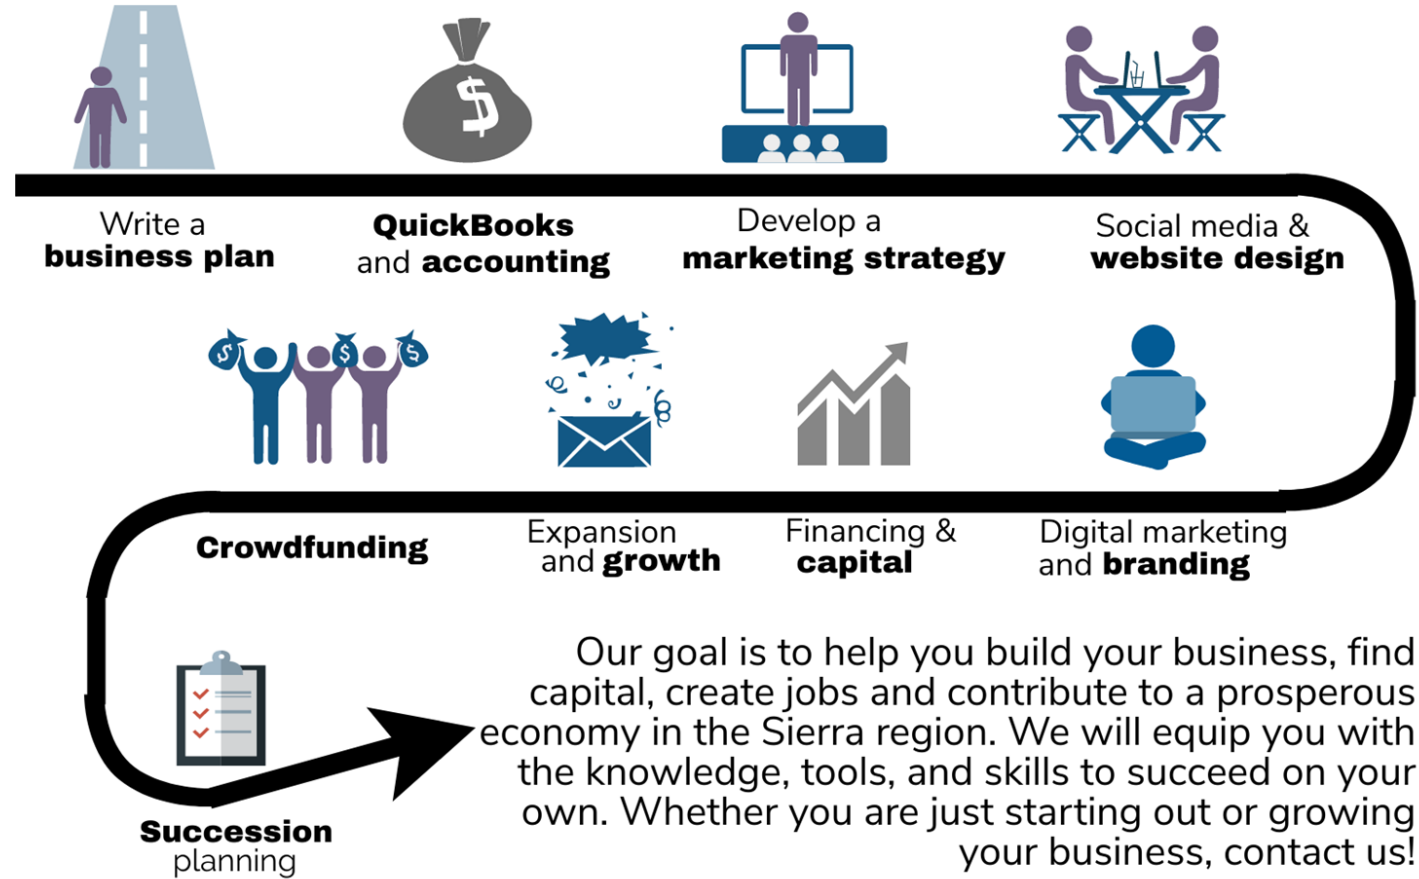 Write a
business plan
QuickBooks
and accounting
Develop a
marketing strategy
Social media &
website design
Crowdfunding
Expansion
and growth
Financing &
capital
Digital marketing
and branding
Succession
planning
Our goal is to help you build your business, find
capital, create jobs and contribute to a prosperous
economy in the Sierra region. We will equip you with
the knowledge, tools, and skills to succeed on your
own. Whether you are just starting out or growing
your business, contact us!